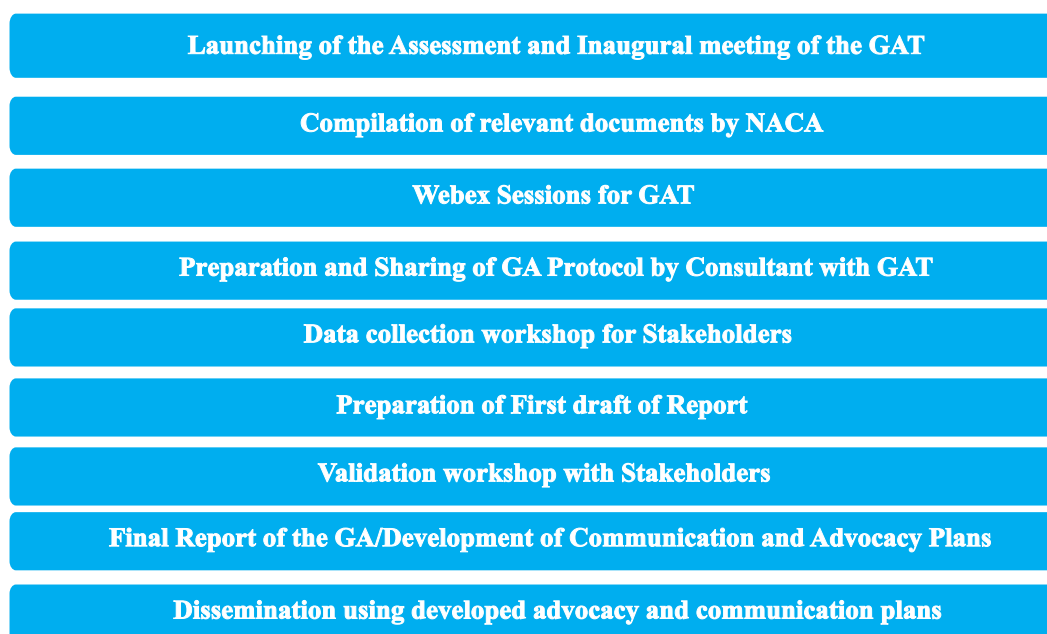 Launching of the Assessment and Inaugural meeting of the GAT
Compilation of relevant documents by NACA
Webex Sessions for GAT
Preparation and Sharing of GA Protocol by Consultant with GAT
Data collection workshop for Stakeholders
Preparation of First draft of Report
Validation workshop with Stakeholders
Final Report of the GA/Development of Communication and Advocacy Plans
Dissemination using developed advocacy and communication plans